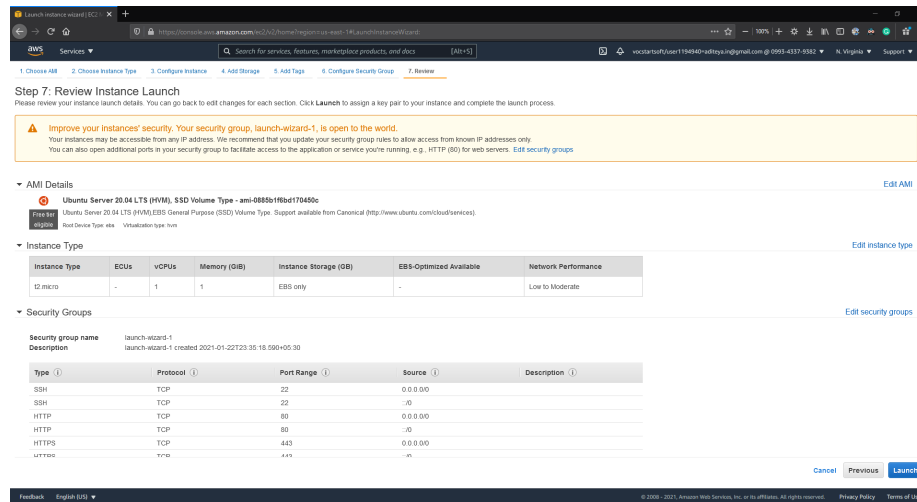 Launch instance wizard | EC2
https://console.aws.amazon.com/ec2/v2/home?region=us-east-1#LaunchInstanceWizard:
100%
aws Services ▼ Search for services, features, marketplace products, and docs [Alt+S] vocstartsoft/user1194940=aditeya.ir@gmail.com @ 0993-4337-9382 ▼ N. Virginia ▼ Support ▼
1. Choose AMI 2. Choose Instance Type 3. Configure Instance 4. Add Storage 5. Add Tags 6. Configure Security Group 7. Review
Step 7: Review Instance Launch
Please review your instance launch details. You can go back to edit changes for each section. Click Launch to assign a key pair to your instance and complete the launch process.
Improve your instances' security. Your security group, launch-wizard-1, is open to the world.
Your instances may be accessible from any IP address. We recommend that you update your security group rules to allow access from known IP addresses only.
You can also open additional ports in your security group to facilitate access to the application or service you're running, e.g., HTTP (80) for web servers. Edit security groups
AMI Details Edit AMI
Ubuntu Server 20.04 LTS (HVM), SSD Volume Type - ami-0885b1f6bd170450c
Free tier eligible
Ubuntu Server 20.04 LTS (HVM),EBS General Purpose (SSD) Volume Type. Support available from Canonical (http://www.ubuntu.com/cloud/services).
Root Device Type: ebs Virtualization type: hvm
Instance Type Edit instance type
Instance Type ECUs vCPUs Memory (GiB) Instance Storage (GB) EBS-Optimized Available Network Performance
t2.micro - 1 1 EBS only - Low to Moderate
Security Groups Edit security groups
Security group name launch-wizard-1
Description launch-wizard-1 created 2021-01-22T23:35:18.590+05:30
Type Protocol Port Range Source Description
SSH TCP 22 0.0.0.0/0
SSH TCP 22 ::/0
HTTP TCP 80 0.0.0.0/0
HTTP TCP 80 ::/0
HTTPS TCP 443 0.0.0.0/0
HTTPS TCP 443 ::/0
Cancel Previous Launch
Feedback English (US) ▼ © 2008 - 2021, Amazon Web Services, Inc. or its affiliates. All rights reserved. Privacy Policy Terms of